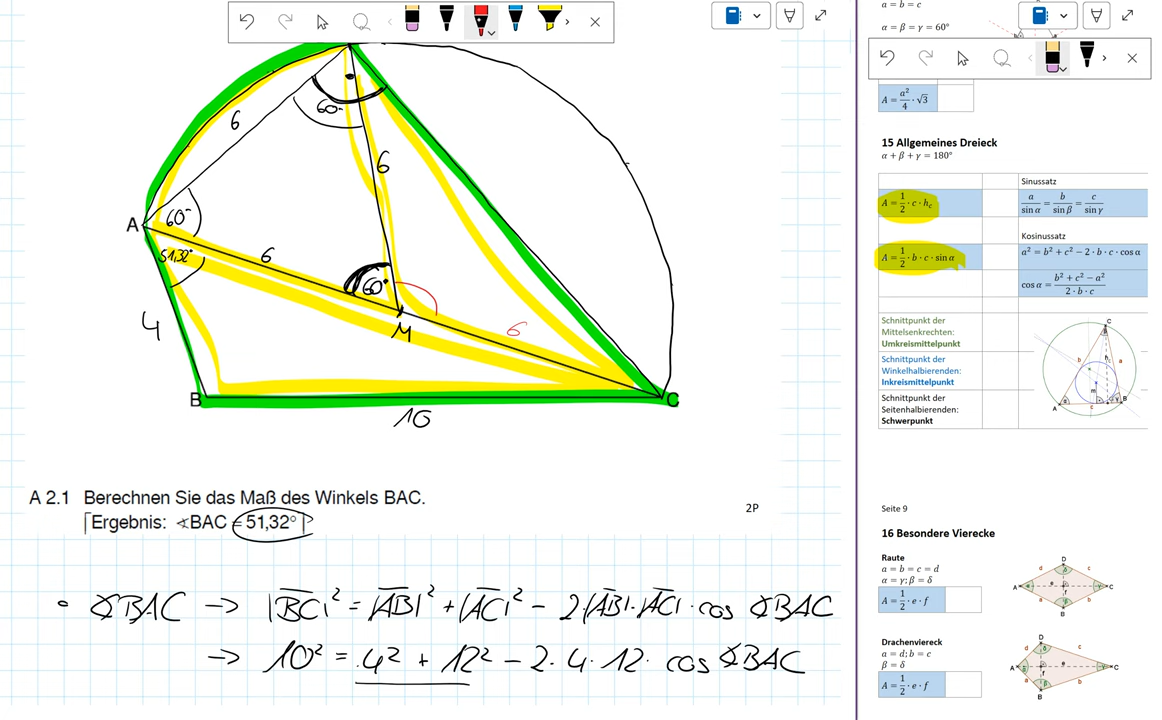 60°
6
6
A
60°
51,32°
6
60°
M
6
4
B
C
10
A 2.1 Berechnen Sie das Maß des Winkels BAC.
[Ergebnis: ∢BAC = 51,32°]
2P
∢BAC → |BC|² = |AB|² + |AC|² − 2·|AB|·|AC| · cos ∢BAC
→ 10² = 4² + 12² − 2·4·12· cos ∢BAC
a = b = c
α = β = γ = 60°
A = a²/4 · √3
15 Allgemeines Dreieck
α + β + γ = 180°
Sinussatz
A = 1/2 · c · h_c
a/sin α = b/sin β = c/sin γ
Kosinussatz
A = 1/2 · b · c · sin α
a² = b² + c² − 2 · b · c · cos α
cos α = (b² + c² − a²)/(2 · b · c)
Schnittpunkt der
Mittelsenkrechten:
Umkreismittelpunkt
Schnittpunkt der
Winkelhalbierenden:
Inkreismittelpunkt
Schnittpunkt der
Seitenhalbierenden:
Schwerpunkt
C
b
a
A
c
B
Seite 9
16 Besondere Vierecke
Raute
a = b = c = d
α = γ; β = δ
A = 1/2 · e · f
D
d
c
A
e
f
C
a
b
B
Drachenviereck
a = d; b = c
β = δ
A = 1/2 · e · f
D
d
c
A
e
f
C
a
b
B